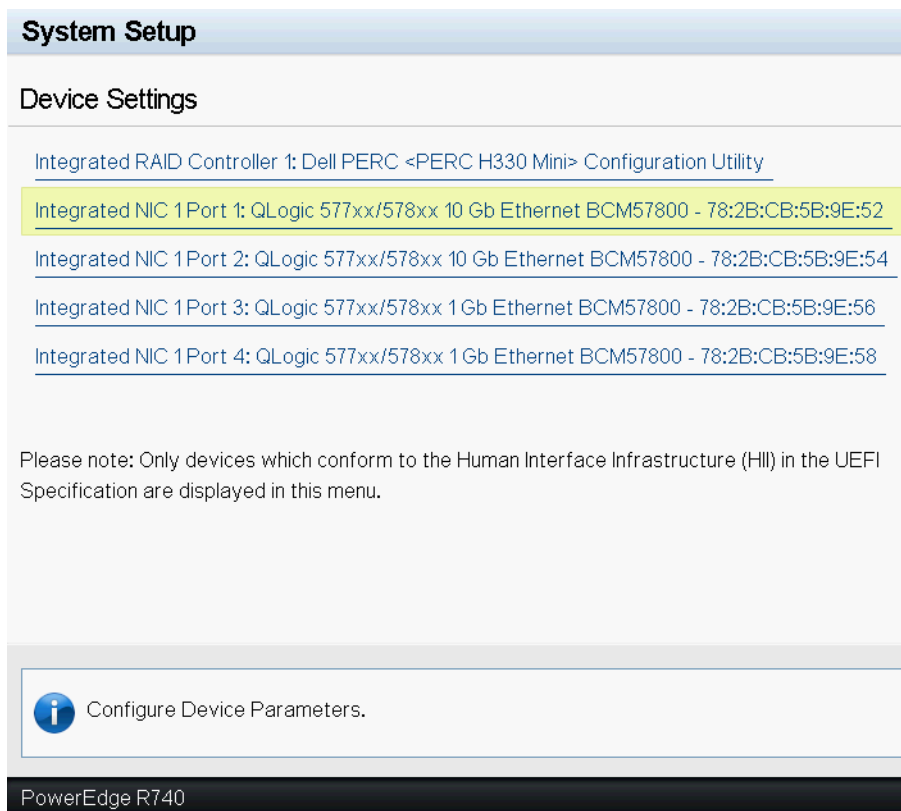 System Setup
Device Settings
Integrated RAID Controller 1: Dell PERC <PERC H330 Mini> Configuration Utility
Integrated NIC 1 Port 1: QLogic 577xx/578xx 10 Gb Ethernet BCM57800 - 78:2B:CB:5B:9E:52
Integrated NIC 1 Port 2: QLogic 577xx/578xx 10 Gb Ethernet BCM57800 - 78:2B:CB:5B:9E:54
Integrated NIC 1 Port 3: QLogic 577xx/578xx 1 Gb Ethernet BCM57800 - 78:2B:CB:5B:9E:56
Integrated NIC 1 Port 4: QLogic 577xx/578xx 1 Gb Ethernet BCM57800 - 78:2B:CB:5B:9E:58
Please note: Only devices which conform to the Human Interface Infrastructure (HII) in the UEFI
Specification are displayed in this menu.
Configure Device Parameters.
PowerEdge R740